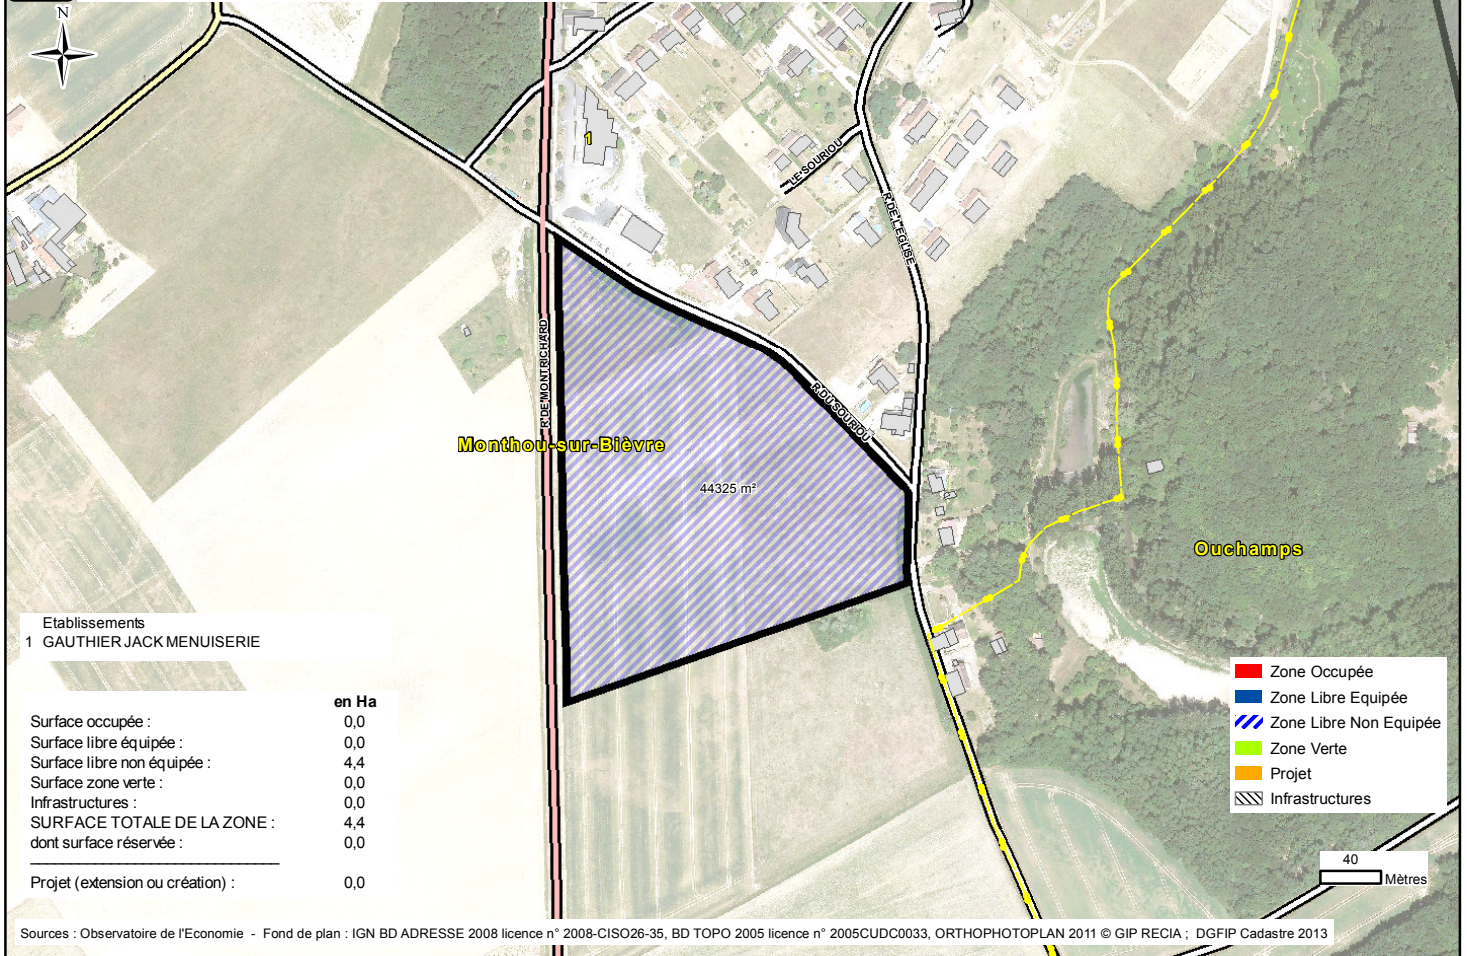 N
1
LE SOURIOU
R DE L'EGLISE
R DE MONTRICHARD
R DU SOURIOU
Monthou-sur-Bièvre
44325 m²
Ouchamps
Etablissements
1 GAUTHIER JACK MENUISERIE
en Ha
Surface occupée : 0,0
Surface libre équipée : 0,0
Surface libre non équipée : 4,4
Surface zone verte : 0,0
Infrastructures : 0,0
SURFACE TOTALE DE LA ZONE : 4,4
dont surface réservée : 0,0
Projet (extension ou création) : 0,0
Zone Occupée
Zone Libre Equipée
Zone Libre Non Equipée
Zone Verte
Projet
Infrastructures
40
Mètres
Sources : Observatoire de l'Economie - Fond de plan : IGN BD ADRESSE 2008 licence n° 2008-CISO26-35, BD TOPO 2005 licence n° 2005CUDC0033, ORTHOPHOTOPLAN 2011 © GIP RECIA ; DGFIP Cadastre 2013